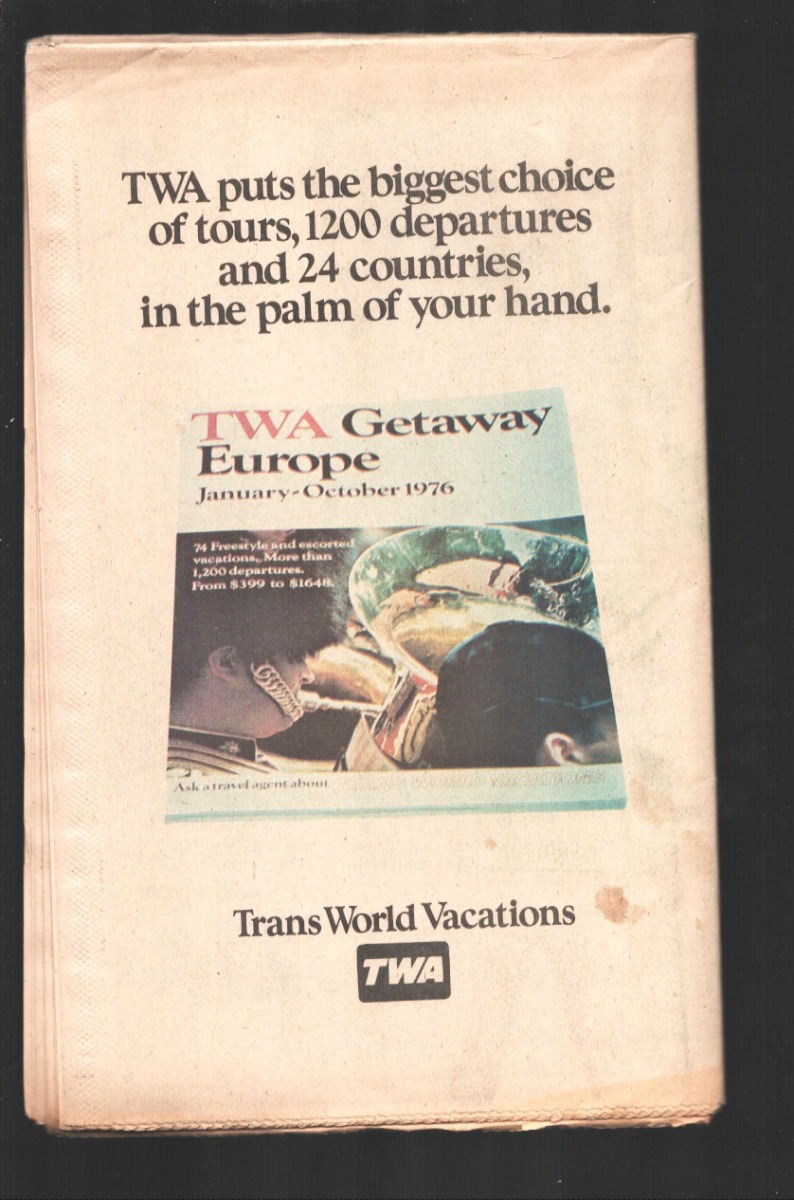 TWA puts the biggest choice
of tours, 1200 departures
and 24 countries,
in the palm of your hand.
TWA Getaway
Europe
January-October 1976
74 Freestyle and escorted
vacations. More than
1,200 departures.
From $399 to $1648.
Ask a travel agent about
Trans World Vacations
TWA